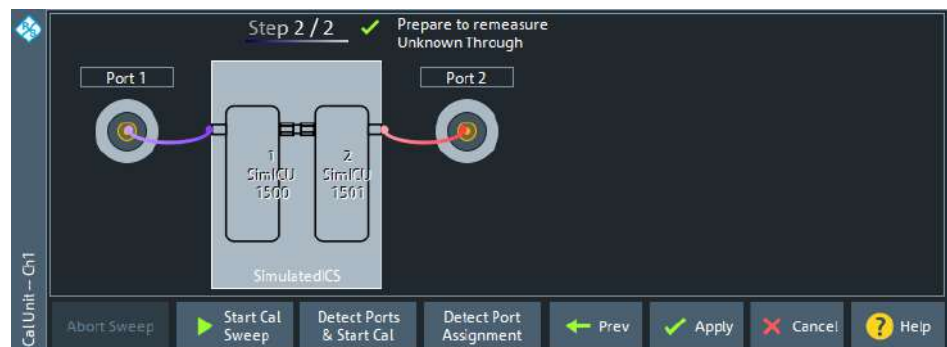 Step 2 / 2
Prepare to remeasure
Unknown Through
Port 1
Port 2
1
SimICU
1500
2
SimICU
1501
SimulatedICS
Cal Unit – Ch1
Abort Sweep
Start Cal
Sweep
Detect Ports
& Start Cal
Detect Port
Assignment
Prev
Apply
Cancel
? Help